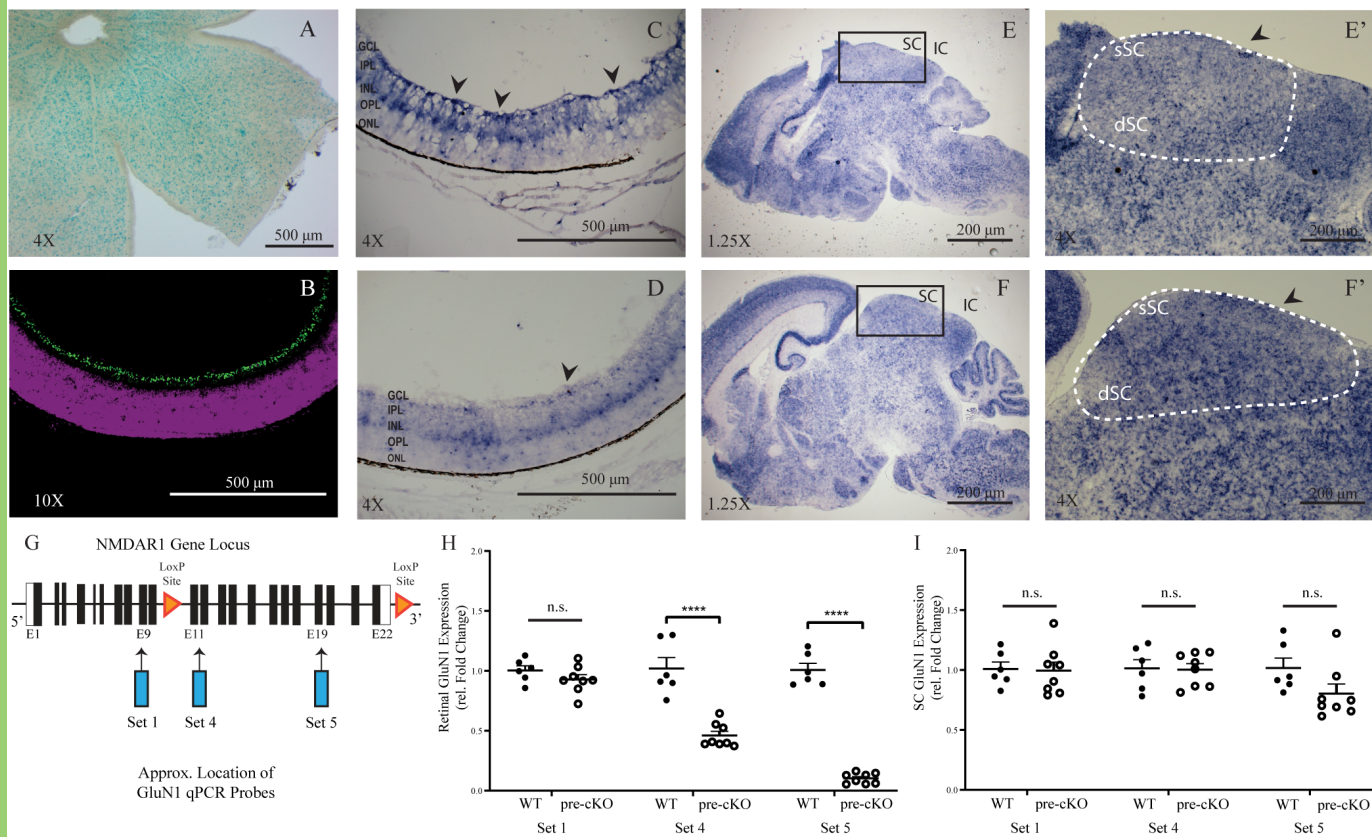 A
4X
500 µm
B
10X
500 µm
C
GCL
IPL
INL
OPL
ONL
4X
500 µm
D
GCL
IPL
INL
OPL
ONL
4X
500 µm
E
SC
IC
1.25X
200 µm
E'
sSC
dSC
4X
200 µm
F
SC
IC
1.25X
200 µm
F'
sSC
dSC
4X
200 µm
G
NMDAR1 Gene Locus
LoxP
Site
LoxP
Site
5'
3'
E1
E9
E11
E19
E22
Set 1
Set 4
Set 5
Approx. Location of
GluN1 qPCR Probes
H
Retinal GluN1 Expression
(rel. Fold Change)
2.0
1.5
1.0
0.5
0.0
n.s.
****
****
WT
pre-cKO
WT
pre-cKO
WT
pre-cKO
Set 1
Set 4
Set 5
I
SC GluN1 Expression
(rel. Fold Change)
2.0
1.5
1.0
0.5
0.0
n.s.
n.s.
n.s.
WT
pre-cKO
WT
pre-cKO
WT
pre-cKO
Set 1
Set 4
Set 5